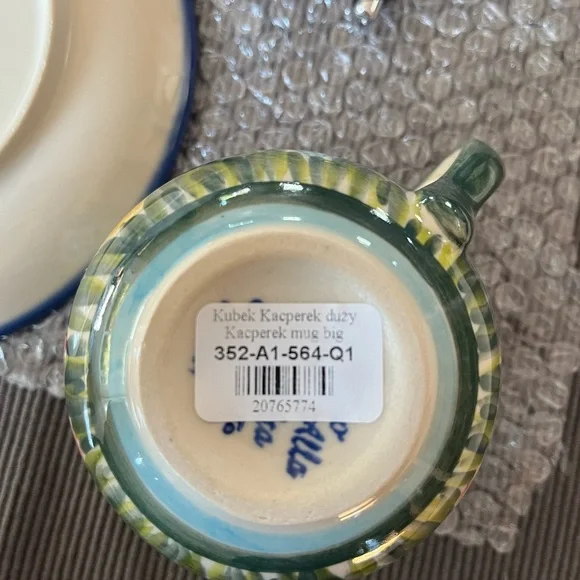 Kubek Kacperek duży
Kacperek mug big
352-A1-564-Q1
20765774